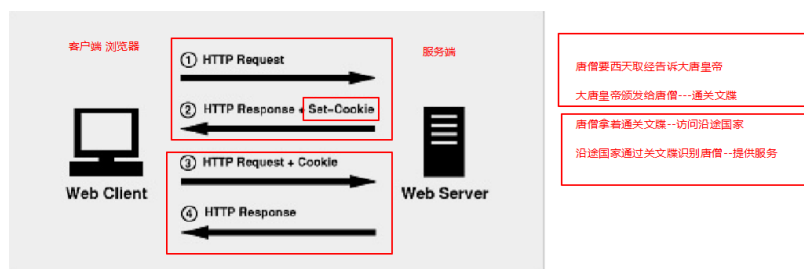 客户端 浏览器
服务端
① HTTP Request
② HTTP Response + Set-Cookie
③ HTTP Request + Cookie
④ HTTP Response
Web Client
Web Server
唐僧要西天取经告诉大唐皇帝
大唐皇帝颁发给唐僧---通关文牒
唐僧拿着通关文牒--访问沿途国家
沿途国家通过关文牒识别唐僧--提供服务